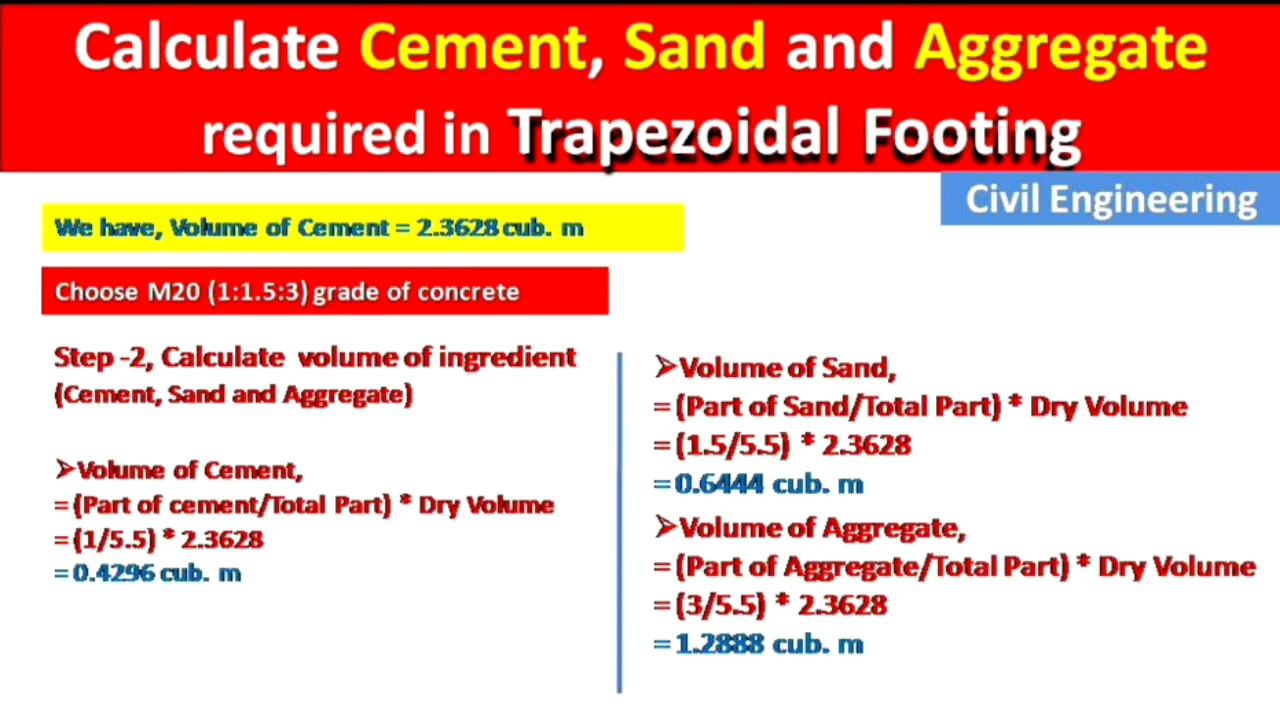 Calculate Cement, Sand and Aggregate
required in Trapezoidal Footing
Civil Engineering
We have, Volume of Cement = 2.3628 cub. m
Choose M20 (1:1.5:3) grade of concrete
Step -2, Calculate volume of ingredient
(Cement, Sand and Aggregate)
➢Volume of Cement,
= (Part of cement/Total Part) * Dry Volume
= (1/5.5) * 2.3628
= 0.4296 cub. m
➢Volume of Sand,
= (Part of Sand/Total Part) * Dry Volume
= (1.5/5.5) * 2.3628
= 0.6444 cub. m
➢Volume of Aggregate,
= (Part of Aggregate/Total Part) * Dry Volume
= (3/5.5) * 2.3628
= 1.2888 cub. m